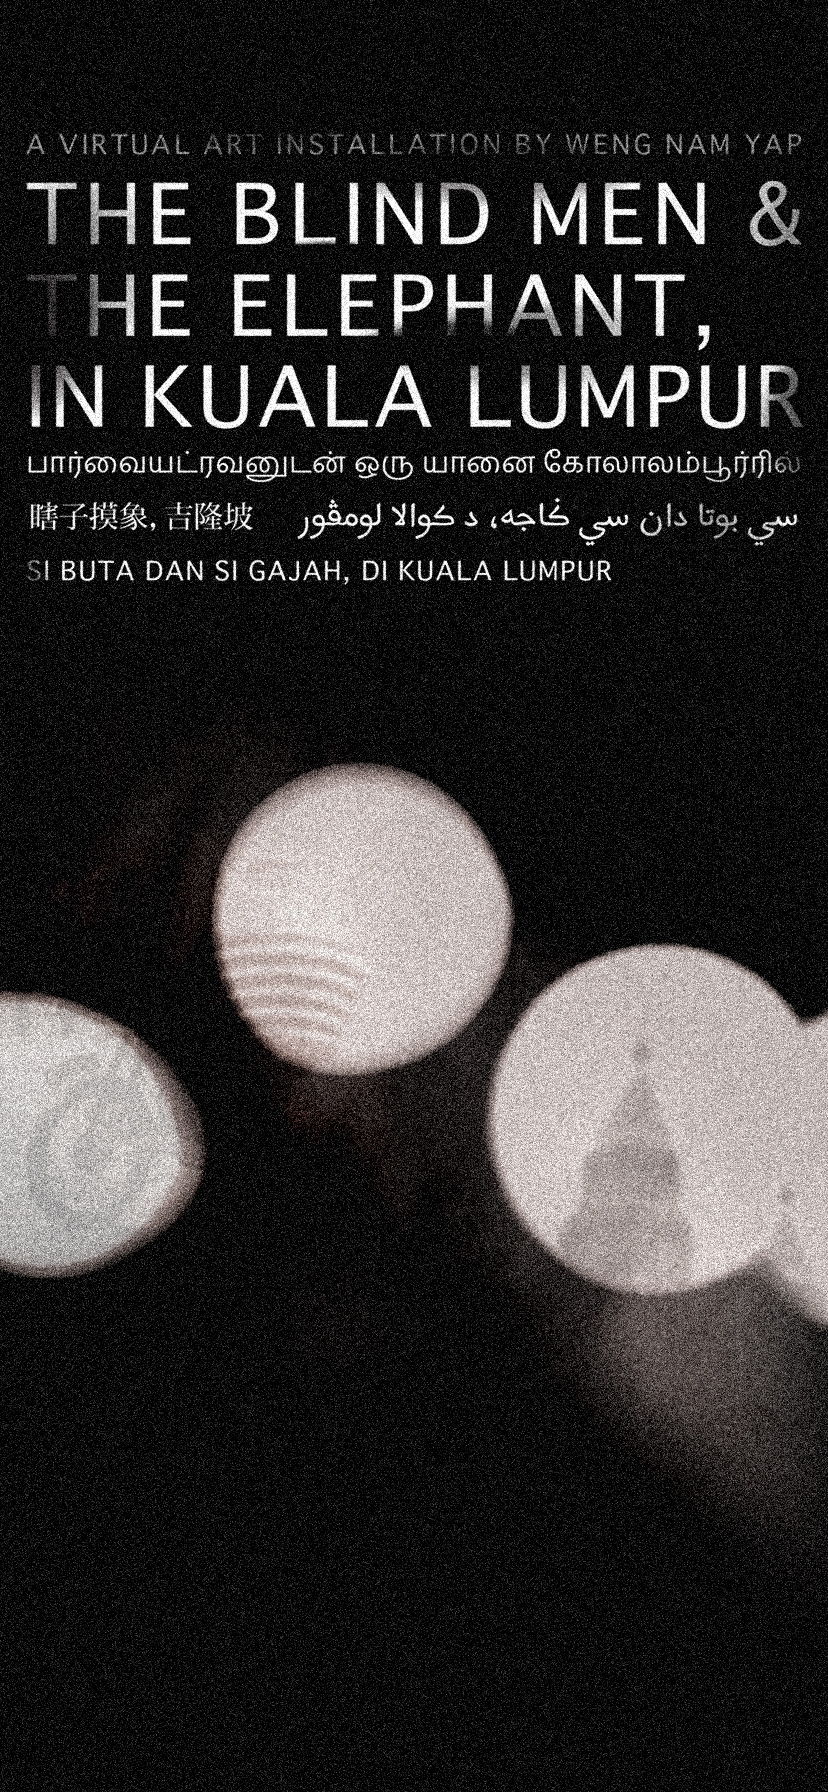 A VIRTUAL ART INSTALLATION BY WENG NAM YAP
THE BLIND MEN &
THE ELEPHANT,
IN KUALA LUMPUR
பார்வையட்ரவனுடன் ஒரு யானை கோலாலம்பூர்ரில்
瞎子摸象, 吉隆坡 سي بوتا دان سي ݢاجه، د كوالا لومڤور
SI BUTA DAN SI GAJAH, DI KUALA LUMPUR